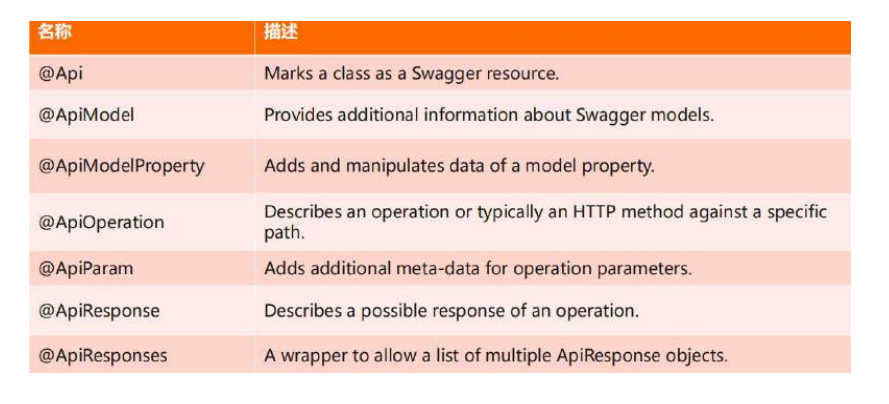 名称 描述
@Api Marks a class as a Swagger resource.
@ApiModel Provides additional information about Swagger models.
@ApiModelProperty Adds and manipulates data of a model property.
@ApiOperation Describes an operation or typically an HTTP method against a specific
path.
@ApiParam Adds additional meta-data for operation parameters.
@ApiResponse Describes a possible response of an operation.
@ApiResponses A wrapper to allow a list of multiple ApiResponse objects.